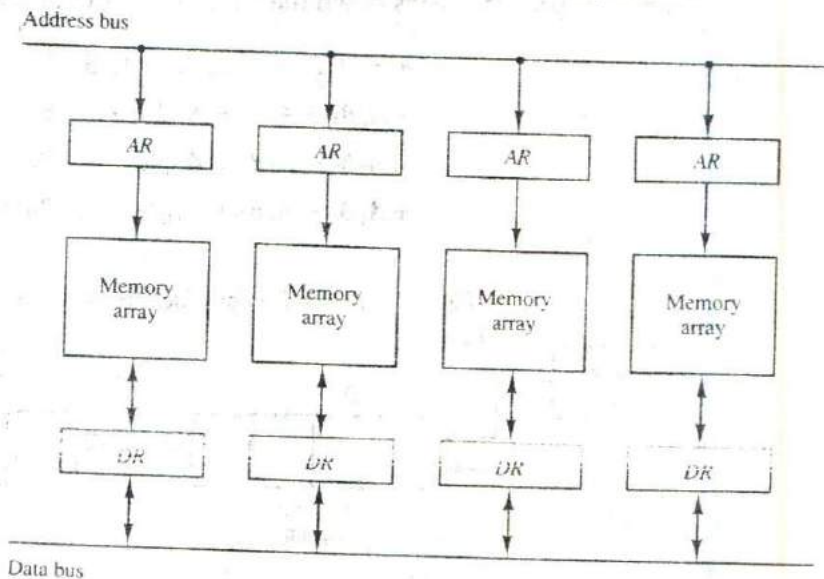 Address bus
AR AR AR AR
Memory array Memory array Memory array Memory array
DR DR DR DR
Data bus